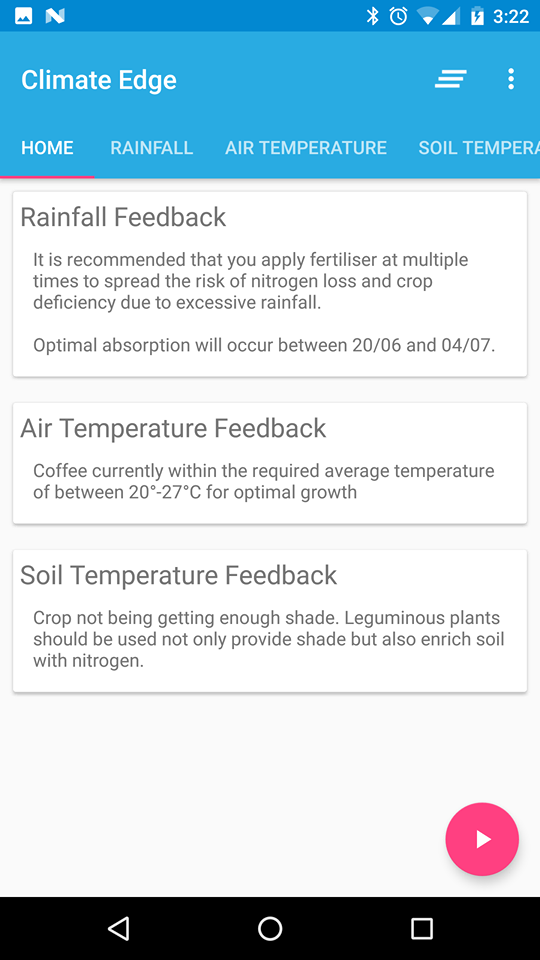 3:22
Climate Edge
HOME RAINFALL AIR TEMPERATURE SOIL TEMPERA
Rainfall Feedback
It is recommended that you apply fertiliser at multiple
times to spread the risk of nitrogen loss and crop
deficiency due to excessive rainfall.
Optimal absorption will occur between 20/06 and 04/07.
Air Temperature Feedback
Coffee currently within the required average temperature
of between 20°-27°C for optimal growth
Soil Temperature Feedback
Crop not being getting enough shade. Leguminous plants
should be used not only provide shade but also enrich soil
with nitrogen.